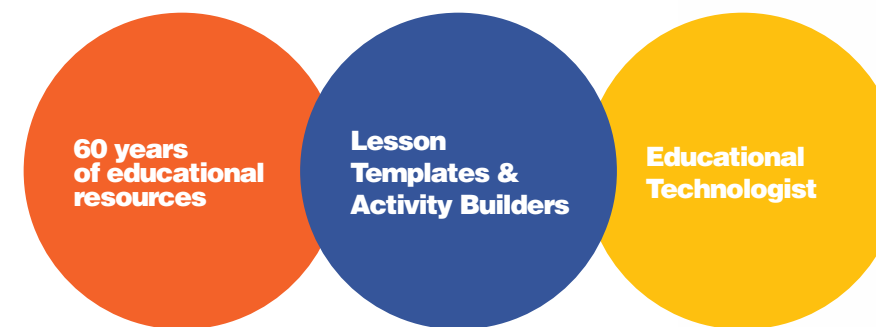 60 years
of educational
resources
Lesson
Templates &
Activity Builders
Educational
Technologist